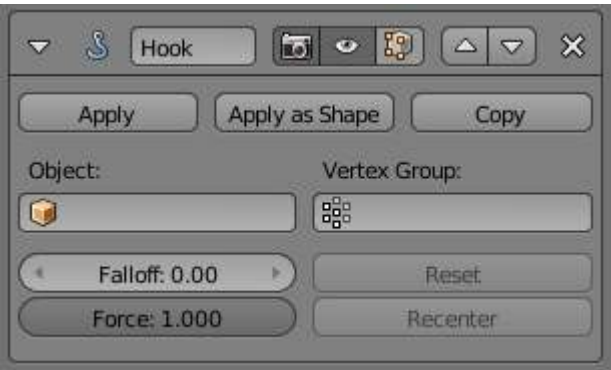 Hook
Apply Apply as Shape Copy
Object: Vertex Group:
Falloff: 0.00 Reset
Force: 1.000 Recenter